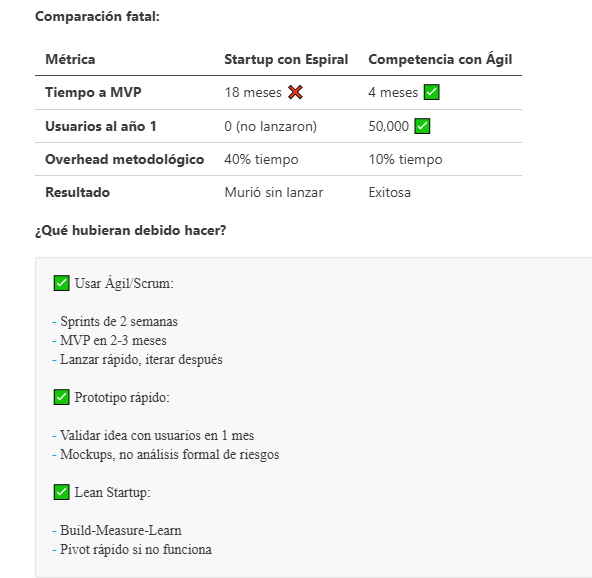 Comparación fatal:
Métrica Startup con Espiral Competencia con Ágil
Tiempo a MVP 18 meses ❌ 4 meses ✅
Usuarios al año 1 0 (no lanzaron) 50,000 ✅
Overhead metodológico 40% tiempo 10% tiempo
Resultado Murió sin lanzar Exitosa
¿Qué hubieran debido hacer?
✅ Usar Ágil/Scrum:
- Sprints de 2 semanas
- MVP en 2-3 meses
- Lanzar rápido, iterar después
✅ Prototipo rápido:
- Validar idea con usuarios en 1 mes
- Mockups, no análisis formal de riesgos
✅ Lean Startup:
- Build-Measure-Learn
- Pivot rápido si no funciona